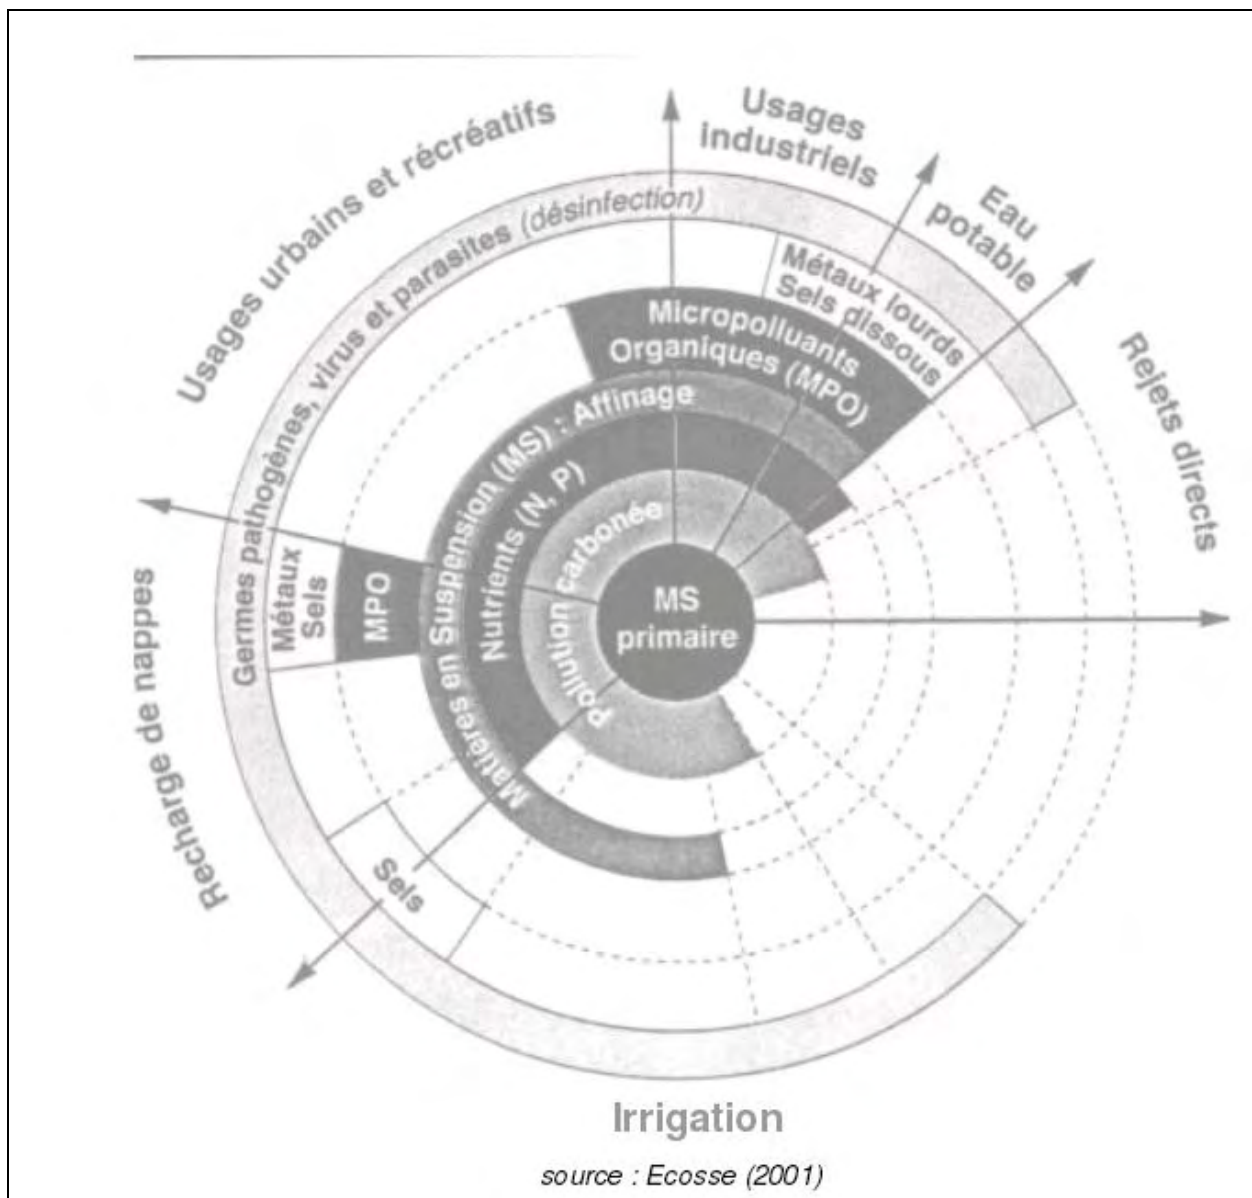 Usages urbains et récréatifs
Usages
industriels
Eau
potable
Rejets directs
Germes pathogènes, virus et parasites (désinfection)
Métaux lourds
Sels dissous
Micropolluants
Organiques (MPO)
Matières en Suspension (MS) : Affinage
Nutrients (N, P)
Pollution carbonée
MS
primaire
Métaux
Sels
MPO
Recharge de nappes
Sels
Irrigation
source : Ecosse (2001)